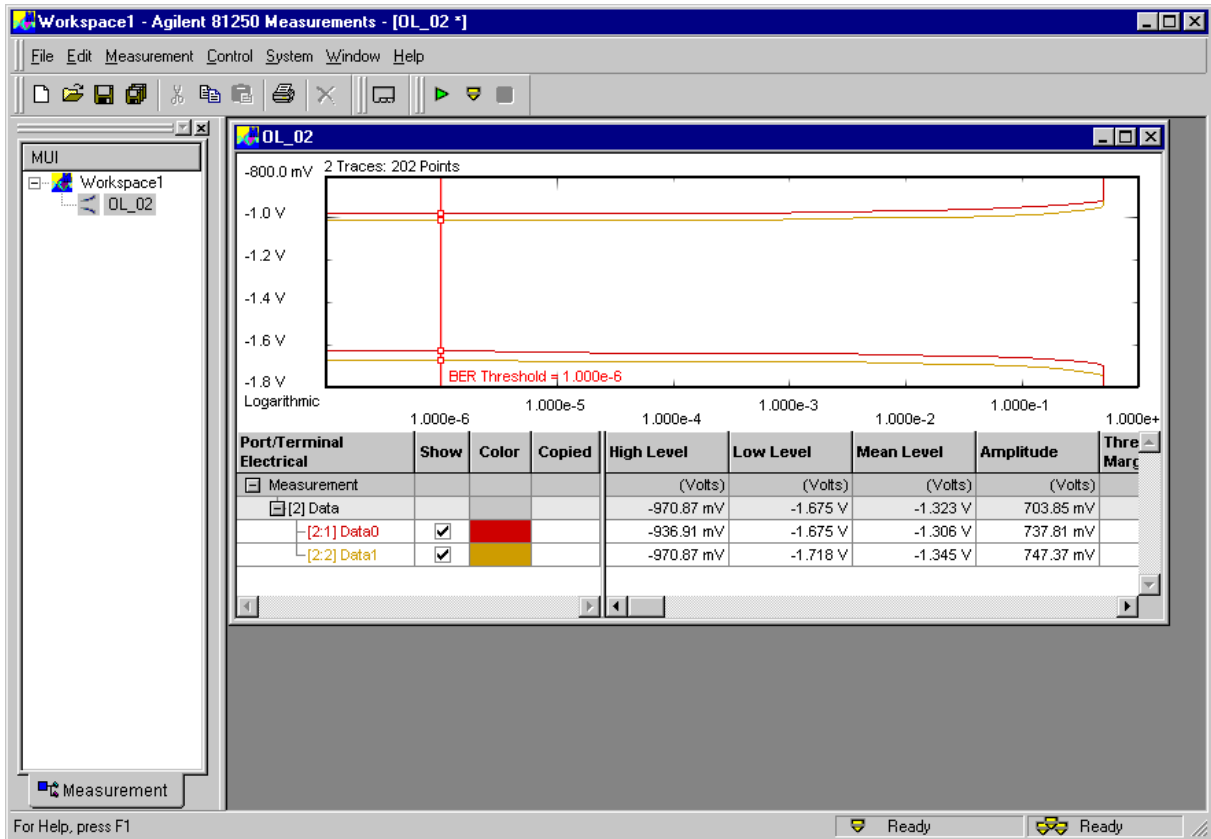 Workspace1 - Agilent 81250 Measurements - [OL_02 *]
File Edit Measurement Control System Window Help
MUI
Workspace1
OL_02
OL_02
2 Traces: 202 Points
-800.0 mV
-1.0 V
-1.2 V
-1.4 V
-1.6 V
-1.8 V
BER Threshold = 1.000e-6
Logarithmic
1.000e-6 1.000e-5 1.000e-4 1.000e-3 1.000e-2 1.000e-1 1.000e+
Port/Terminal Electrical Show Color Copied High Level Low Level Mean Level Amplitude Thre Marg
Measurement (Volts) (Volts) (Volts) (Volts)
[2] Data -970.87 mV -1.675 V -1.323 V 703.85 mV
[2:1] Data0 -936.91 mV -1.675 V -1.306 V 737.81 mV
[2:2] Data1 -970.87 mV -1.718 V -1.345 V 747.37 mV
Measurement
For Help, press F1 Ready Ready